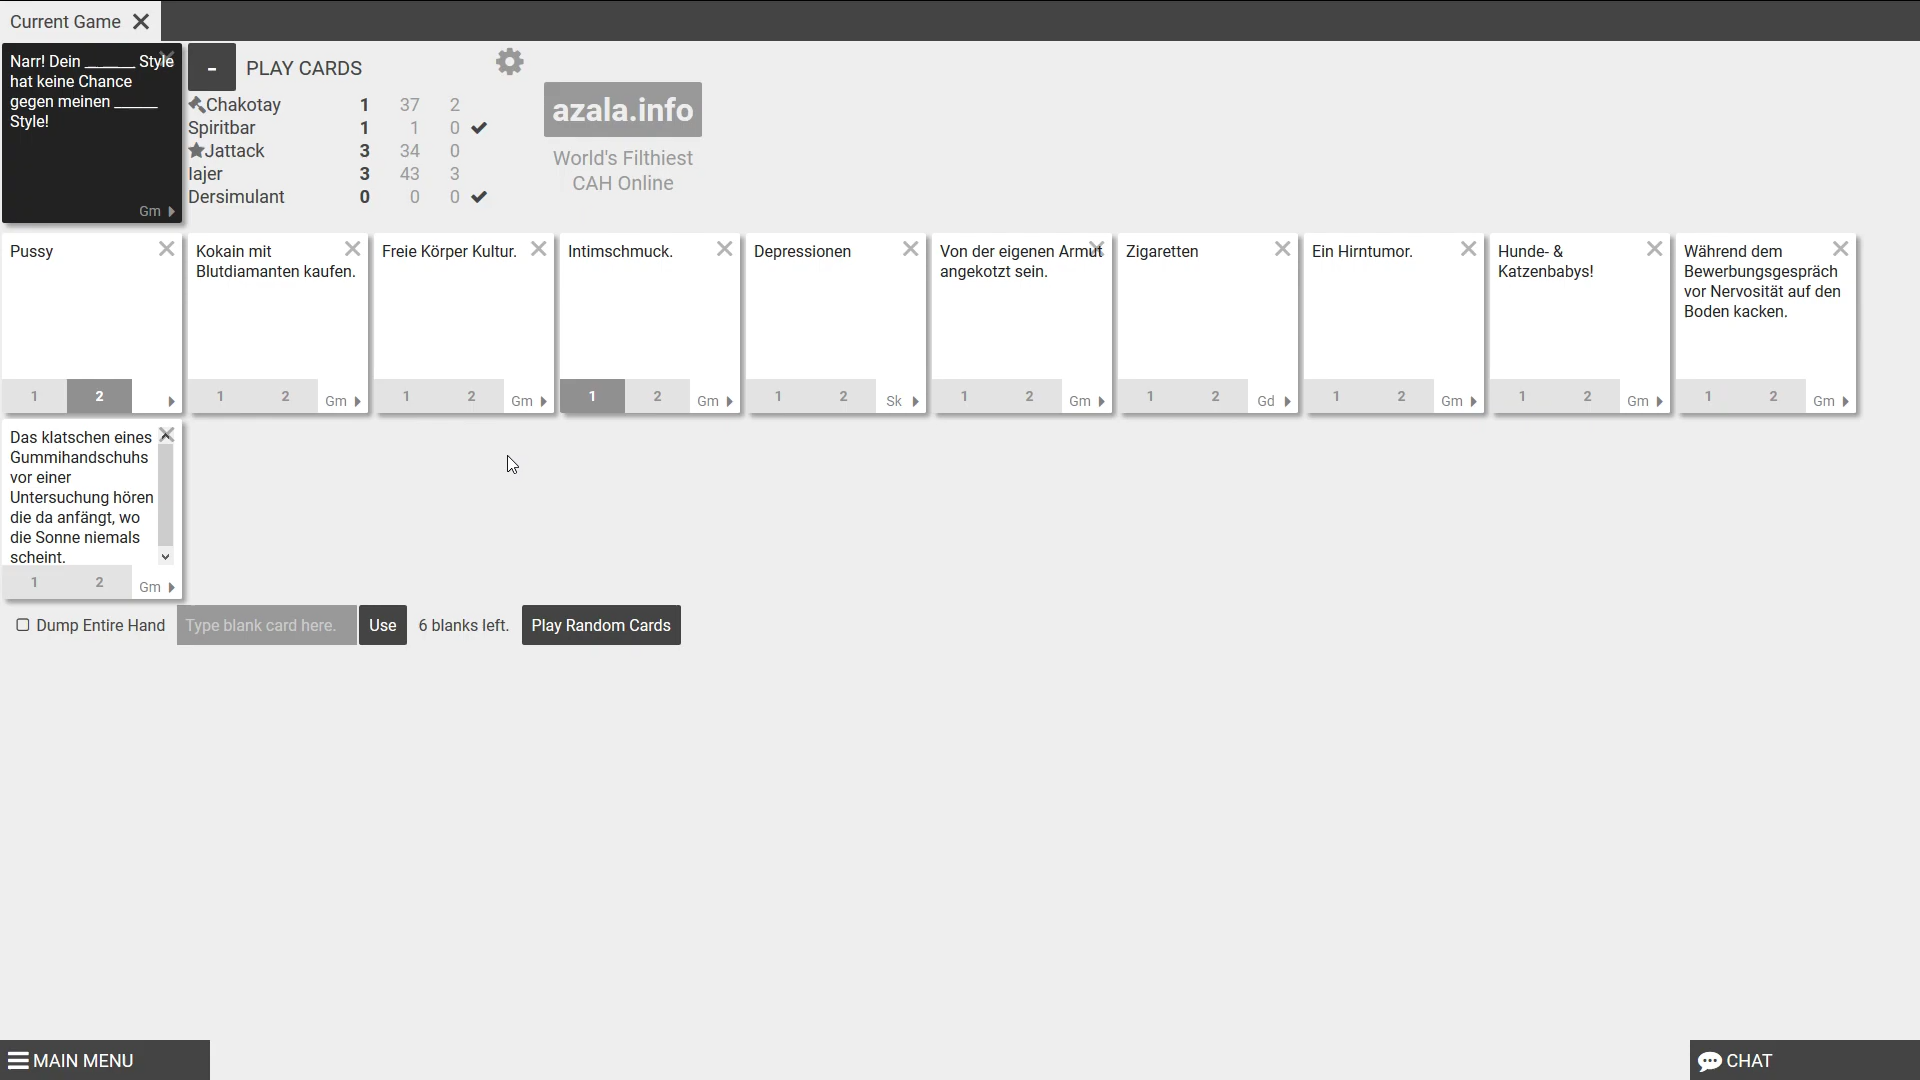 Current Game
Narr! Dein ______ Style
hat keine Chance
gegen meinen _____
Style!
Gm
-
PLAY CARDS
Chakotay 1 37 2
Spiritbar 1 1 0
Jattack 3 34 0
lajer 3 43 3
Dersimulant 0 0 0
azala.info
World's Filthiest
CAH Online
Pussy
1 2
Kokain mit
Blutdiamanten kaufen.
1 2 Gm
Freie Körper Kultur.
1 2 Gm
Intimschmuck.
1 2 Gm
Depressionen
1 2 Sk
Von der eigenen Armut
angekotzt sein.
1 2 Gm
Zigaretten
1 2 Gd
Ein Hirntumor.
1 2 Gm
Hunde- &
Katzenbabys!
1 2 Gm
Während dem
Bewerbungsgespräch
vor Nervosität auf den
Boden kacken.
1 2 Gm
Das klatschen eines
Gummihandschuhs
vor einer
Untersuchung hören
die da anfängt, wo
die Sonne niemals
scheint.
1 2 Gm
Dump Entire Hand Type blank card here. Use 6 blanks left. Play Random Cards
MAIN MENU
CHAT